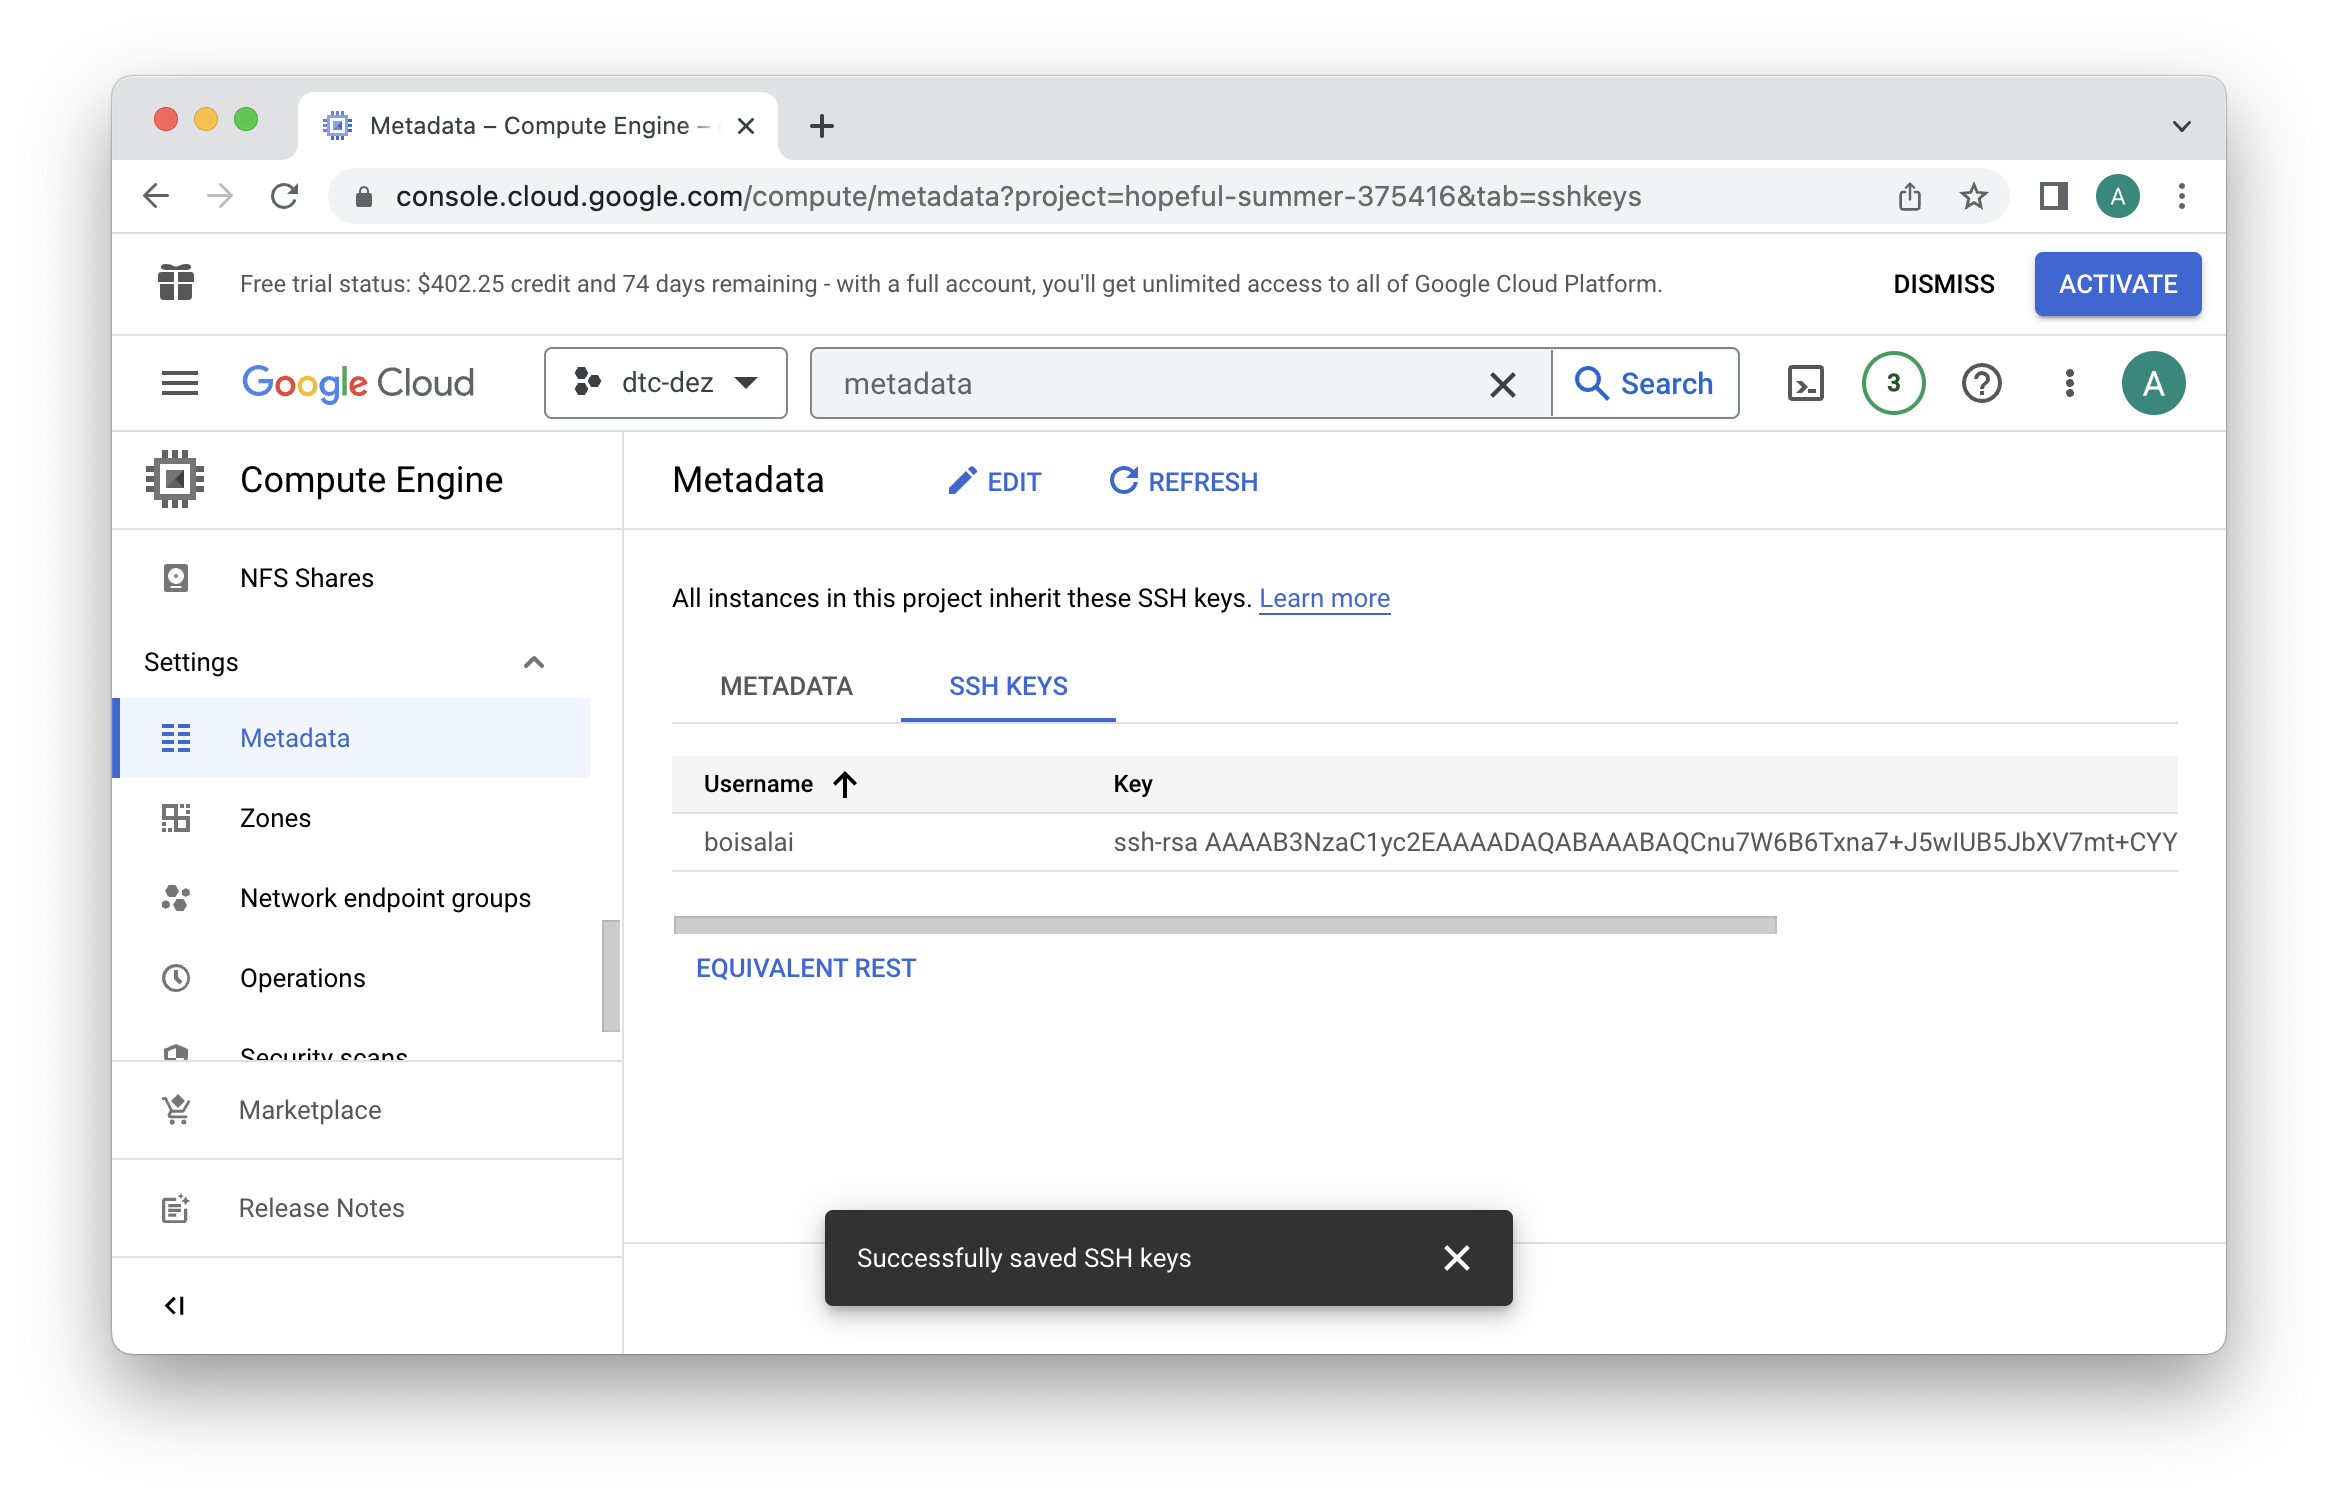 Metadata – Compute Engine –
console.cloud.google.com/compute/metadata?project=hopeful-summer-375416&tab=sshkeys
A
Free trial status: $402.25 credit and 74 days remaining - with a full account, you'll get unlimited access to all of Google Cloud Platform.
DISMISS
ACTIVATE
Google Cloud
dtc-dez
metadata
Search
3
A
Compute Engine
NFS Shares
Settings
Metadata
Zones
Network endpoint groups
Operations
Security scans
Marketplace
Release Notes
Metadata
EDIT
REFRESH
All instances in this project inherit these SSH keys. Learn more
METADATA
SSH KEYS
Username
Key
boisalai
ssh-rsa AAAAB3NzaC1yc2EAAAADAQABAAABAQCnu7W6B6Txna7+J5wIUB5JbXV7mt+CYY
EQUIVALENT REST
Successfully saved SSH keys